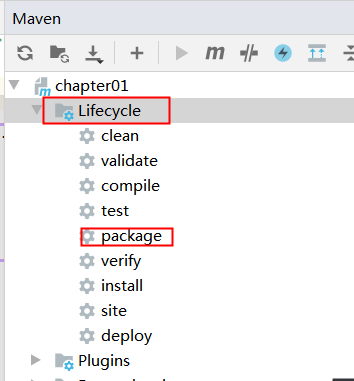 Maven
m
chapter01
Lifecycle
clean
validate
compile
test
package
verify
install
site
deploy
Plugins